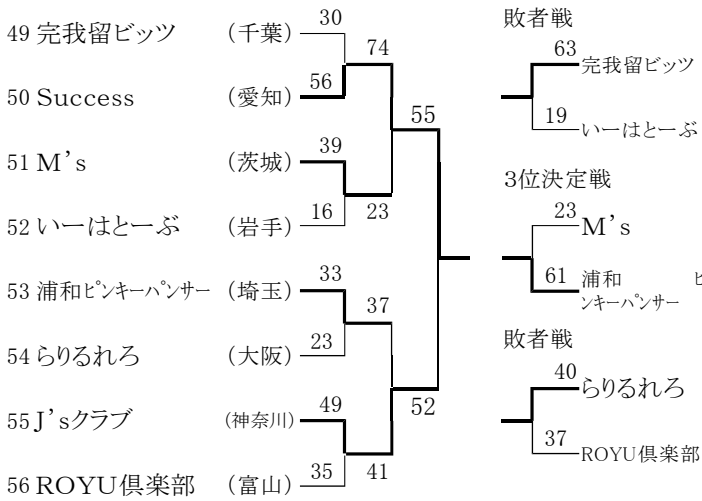 49 完我留ビッツ (千葉) 30
74
50 Success (愛知) 56
55
51 M’s (茨城) 39
23
52 いーはとーぶ (岩手) 16
53 浦和ピンキーパンサー (埼玉) 33
37
54 らりるれろ (大阪) 23
52
55 J’sクラブ (神奈川) 49
41
56 ROYU倶楽部 (富山) 35
敗者戦
63 完我留ビッツ
19 いーはとーぶ
3位決定戦
23 M’s
61 浦和 ピ
ンキーパンサー
敗者戦
40 らりるれろ
37 ROYU倶楽部